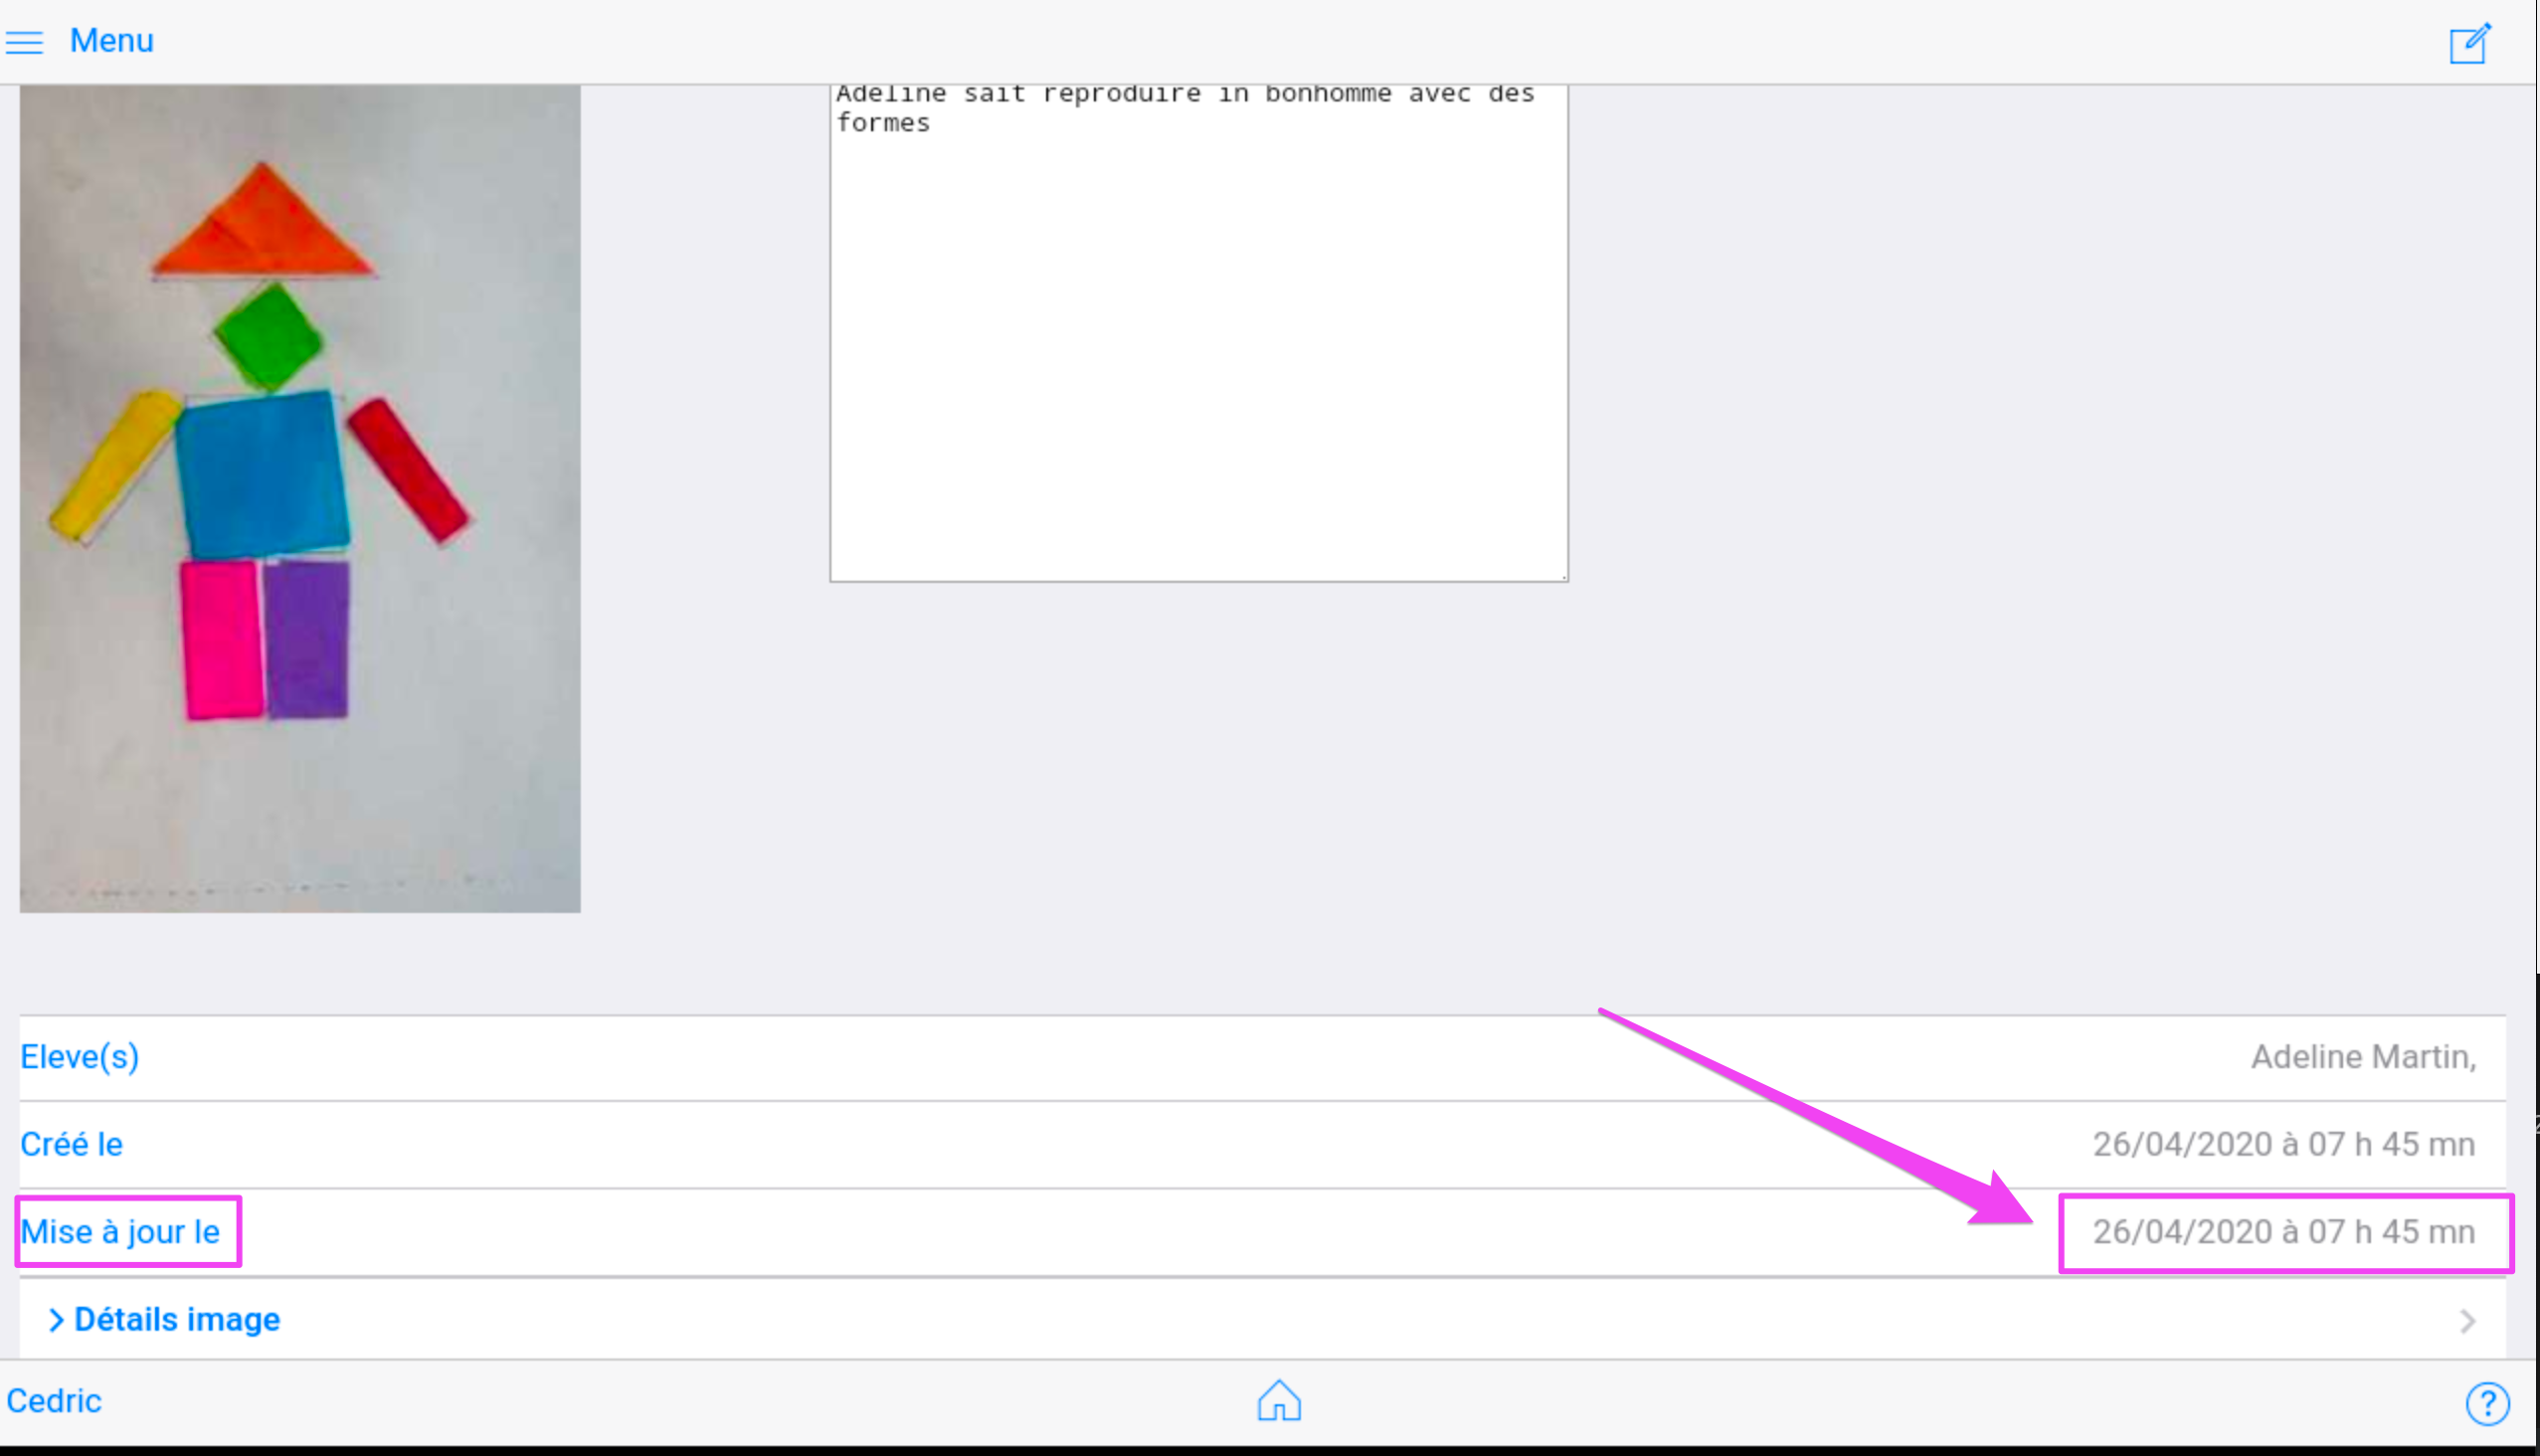 Menu
Adeline sait reproduire in bonhomme avec des
formes
Eleve(s)
Adeline Martin,
Créé le
26/04/2020 à 07 h 45 mn
Mise à jour le
26/04/2020 à 07 h 45 mn
Détails image
Cedric
?